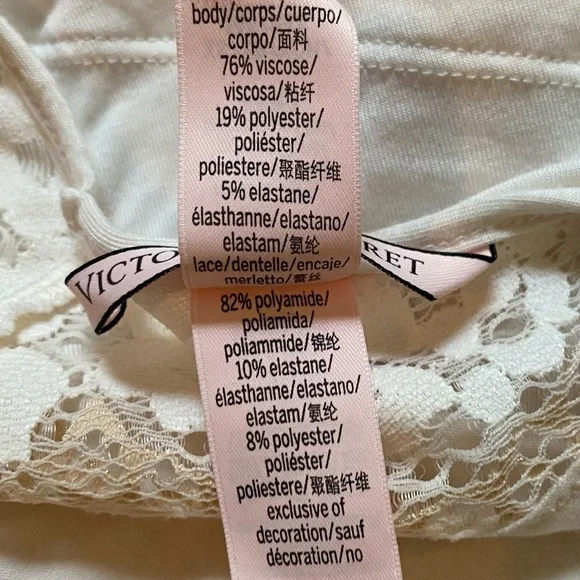 body/corps/cuerpo/
corpo/面料
76% viscose/
viscosa/粘纤
19% polyester/
poliéster/
poliestere/聚酯纤维
5% elastane/
élasthanne/elastano/
elastam/氨纶
lace/dentelle/encaje/
merletto/蕾丝
VICTO RET
82% polyamide/
poliamida/
poliammide/锦纶
10% elastane/
élasthanne/elastano/
elastam/氨纶
8% polyester/
poliéster/
poliestere/聚酯纤维
exclusive of
decoration/sauf
décoration/no